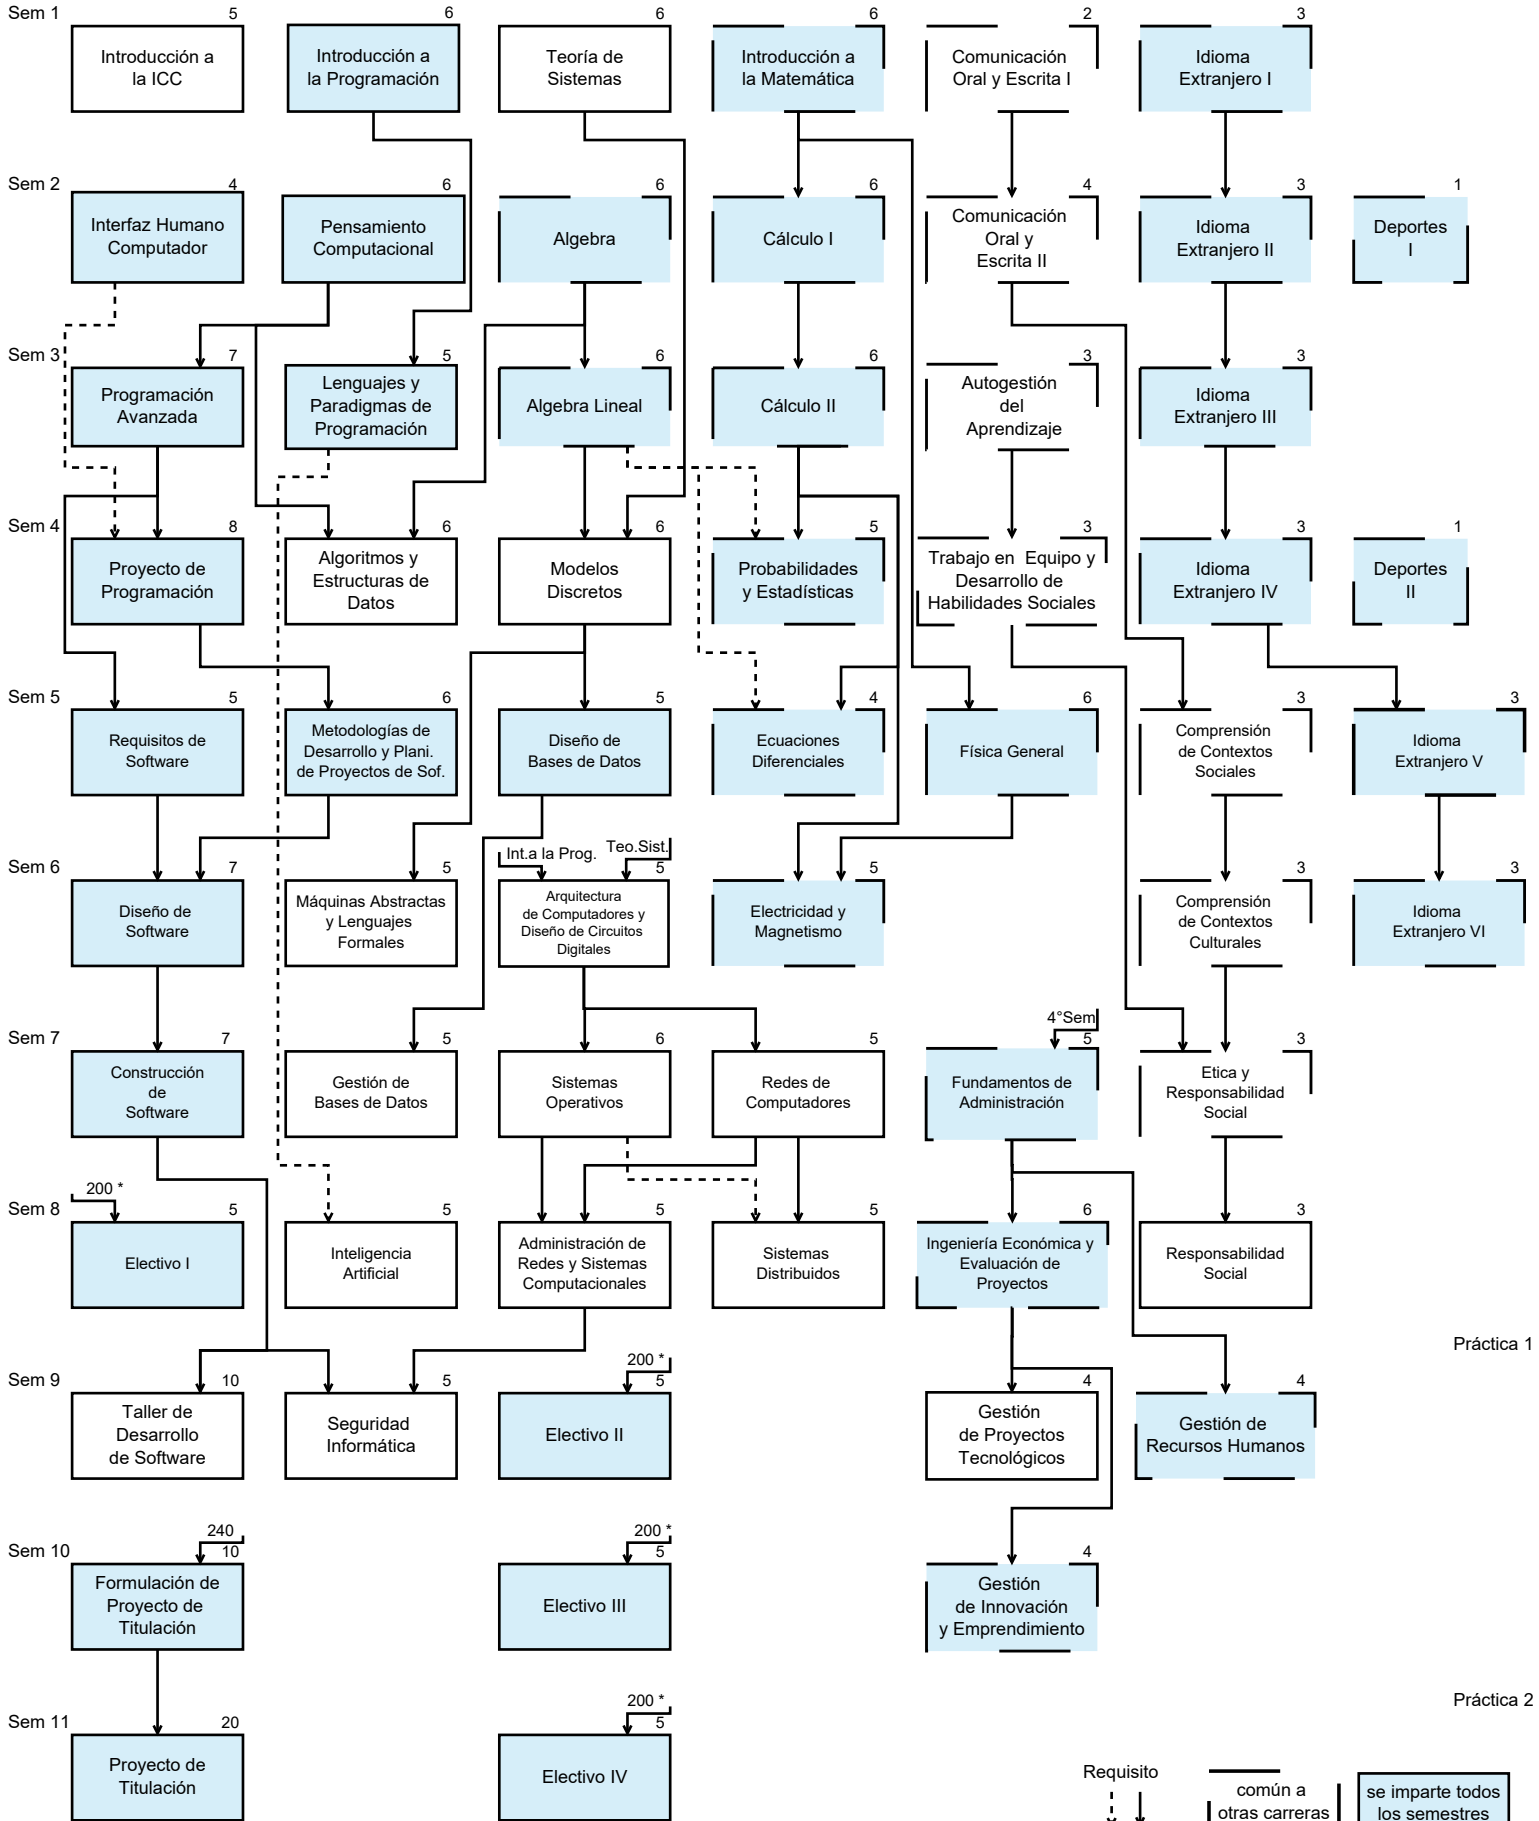 Sem 1
5
6
6
6
2
3
Introducción a
la ICC
Introducción a
la Programación
Teoría de
Sistemas
Introducción a
la Matemática
Comunicación
Oral y Escrita I
Idioma
Extranjero I
Sem 2
4
6
6
6
4
3
1
Interfaz Humano
Computador
Pensamiento
Computacional
Algebra
Cálculo I
Comunicación
Oral y
Escrita II
Idioma
Extranjero II
Deportes
I
Sem 3
7
5
6
6
3
3
Programación
Avanzada
Lenguajes y
Paradigmas de
Programación
Algebra Lineal
Cálculo II
Autogestión
del
Aprendizaje
Idioma
Extranjero III
Sem 4
8
6
6
5
3
3
1
Proyecto de
Programación
Algoritmos y
Estructuras de
Datos
Modelos
Discretos
Probabilidades
y Estadísticas
Trabajo en Equipo y
Desarrollo de
Habilidades Sociales
Idioma
Extranjero IV
Deportes
II
Sem 5
5
6
5
4
6
3
3
Requisitos de
Software
Metodologías de
Desarrollo y Plani.
de Proyectos de Sof.
Diseño de
Bases de Datos
Ecuaciones
Diferenciales
Física General
Comprensión
de Contextos
Sociales
Idioma
Extranjero V
Int.a la Prog.
Teo.Sist.
Sem 6
7
5
5
5
3
3
Diseño de
Software
Máquinas Abstractas
y Lenguajes
Formales
Arquitectura
de Computadores y
Diseño de Circuitos
Digitales
Electricidad y
Magnetismo
Comprensión
de Contextos
Culturales
Idioma
Extranjero VI
4°Sem
Sem 7
7
5
6
5
5
3
Construcción
de
Software
Gestión de
Bases de Datos
Sistemas
Operativos
Redes de
Computadores
Fundamentos de
Administración
Etica y
Responsabilidad
Social
200 *
Sem 8
5
5
5
5
6
3
Electivo I
Inteligencia
Artificial
Administración de
Redes y Sistemas
Computacionales
Sistemas
Distribuidos
Ingeniería Económica y
Evaluación de
Proyectos
Responsabilidad
Social
Práctica 1
200 *
Sem 9
10
5
5
4
4
Taller de
Desarrollo
de Software
Seguridad
Informática
Electivo II
Gestión
de Proyectos
Tecnológicos
Gestión de
Recursos Humanos
240
200 *
Sem 10
10
5
4
Formulación de
Proyecto de
Titulación
Electivo III
Gestión
de Innovación
y Emprendimiento
Práctica 2
200 *
Sem 11
20
5
Proyecto de
Titulación
Electivo IV
Requisito
común a
otras carreras
se imparte todos
los semestres